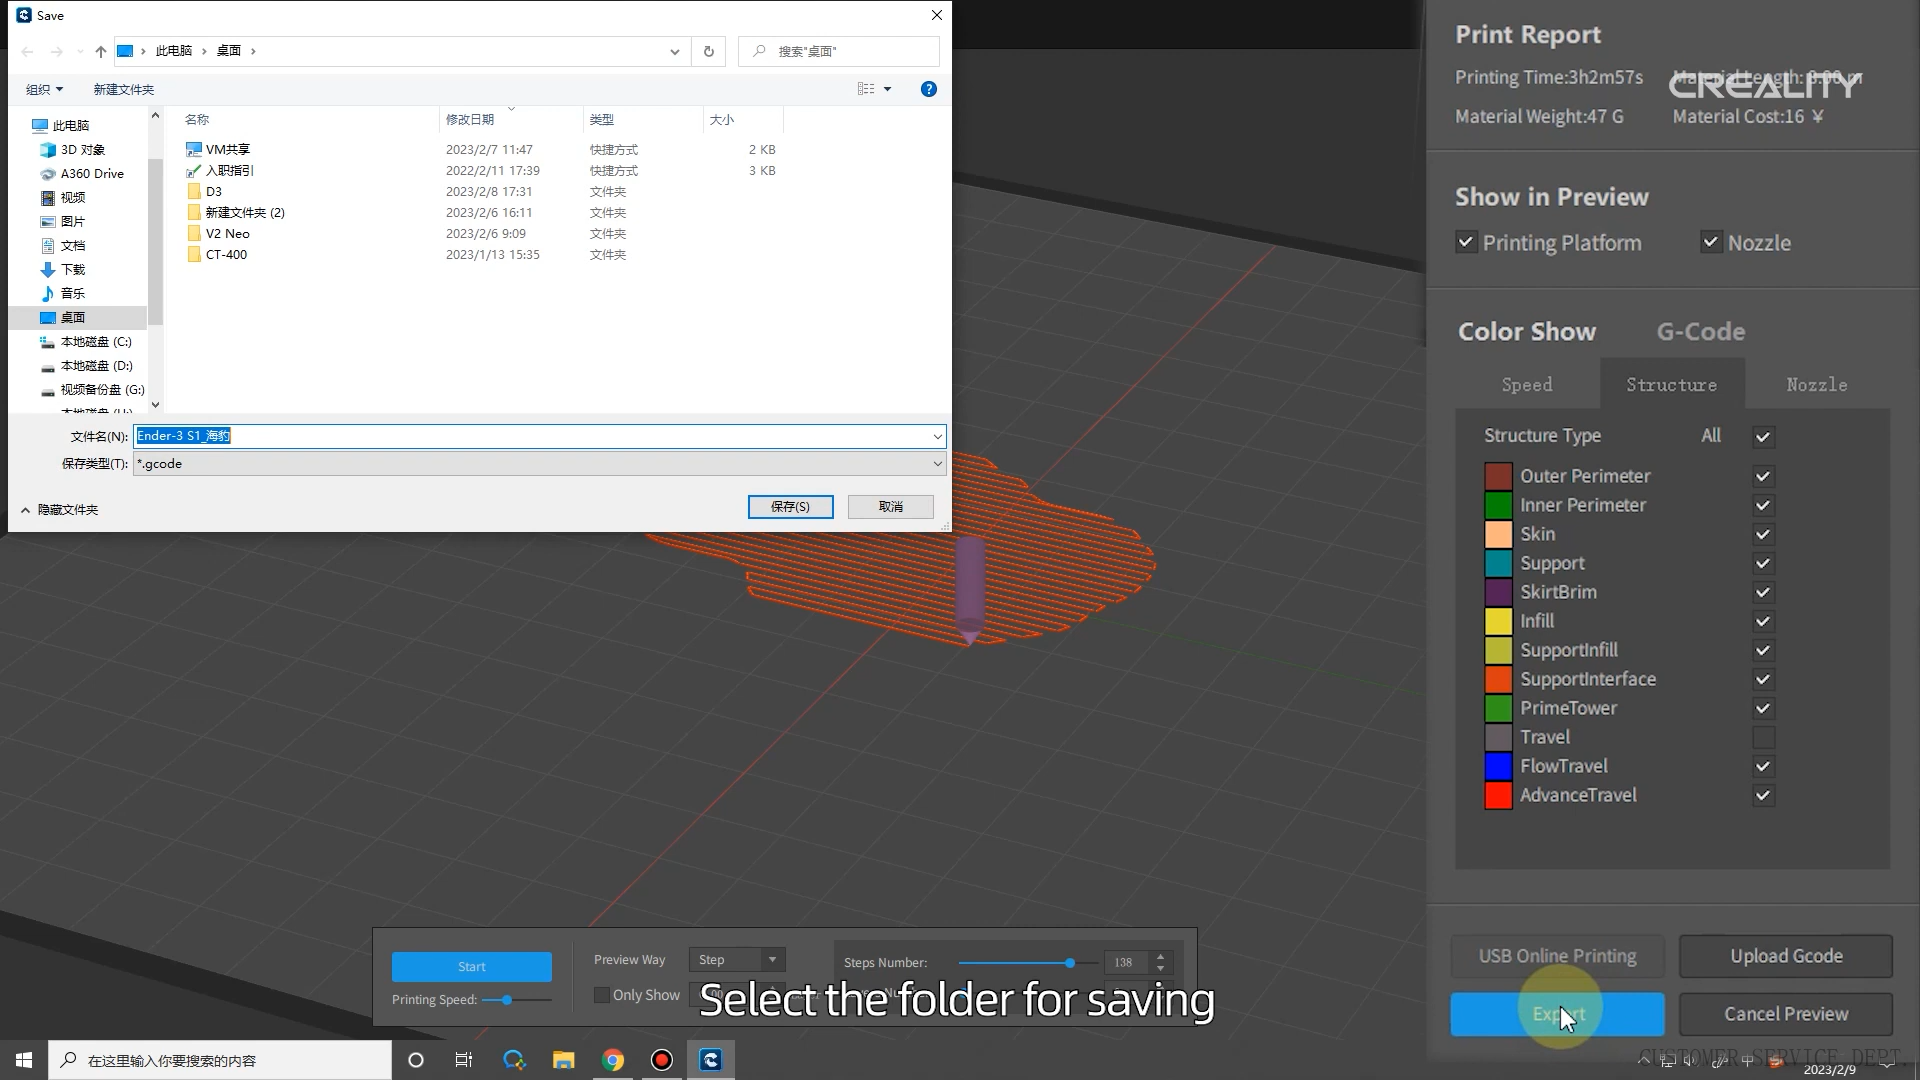 Save
此电脑 桌面
搜索"桌面"
组织 新建文件夹
名称 修改日期 类型 大小
此电脑
3D 对象
A360 Drive
视频
图片
文档
下载
音乐
桌面
本地磁盘 (C:)
本地磁盘 (D:)
视频备份盘 (G:)
VM共享 2023/2/7 11:47 快捷方式 2 KB
入职指引 2022/2/11 17:39 快捷方式 3 KB
D3 2023/2/8 17:31 文件夹
新建文件夹 (2) 2023/2/6 16:11 文件夹
V2 Neo 2023/2/6 9:09 文件夹
CT-400 2023/1/13 15:35 文件夹
文件名(N): Ender-3 S1_海豹
保存类型(T): *.gcode
隐藏文件夹 保存(S) 取消
Print Report
CREALITY
Printing Time:3h2m57s Material Length:
Material Weight:47 G Material Cost:16 ¥
Show in Preview
Printing Platform Nozzle
Color Show G-Code
Speed Structure Nozzle
Structure Type All
Outer Perimeter
Inner Perimeter
Skin
Support
SkirtBrim
Infill
SupportInfill
SupportInterface
PrimeTower
Travel
FlowTravel
AdvanceTravel
USB Online Printing Upload Gcode
Export Cancel Preview
Start Preview Way Step Steps Number: 138
Printing Speed: Only Show
Select the folder for saving
在这里输入你要搜索的内容
CUSTOMER SERVICE DEPT.
中
2023/2/9